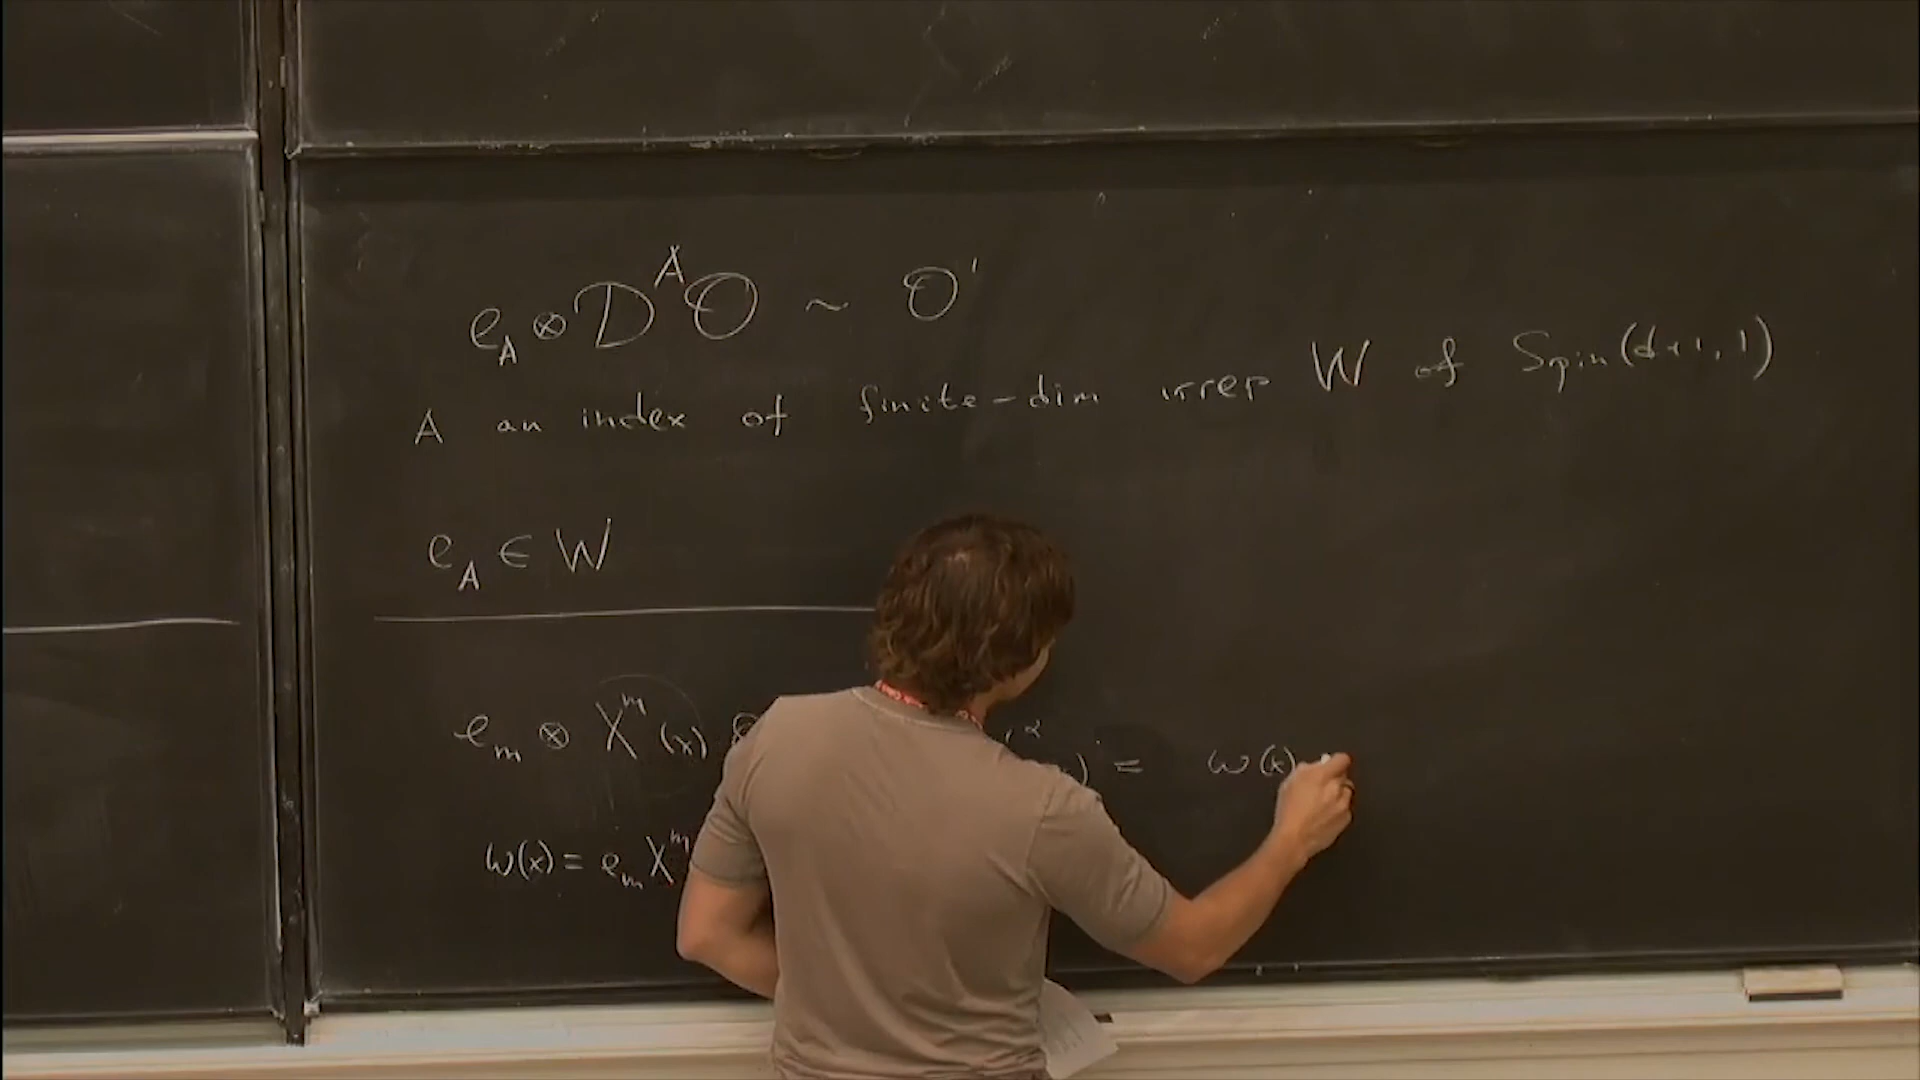 e_A ⊗ D^A O ~ O'
A an index of finite-dim irrep W of Spin(d+1, 1)
e_A ∈ W
e_m ⊗ X^m (x) = w(x)
w(x) = e_m X^m